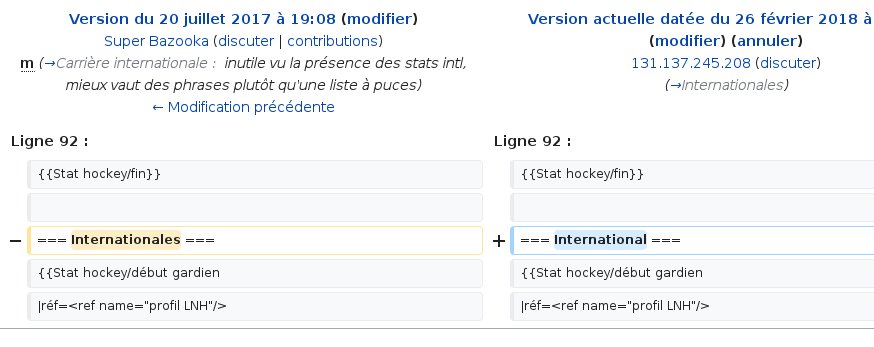 Version du 20 juillet 2017 à 19:08 (modifier)
Super Bazooka (discuter | contributions)
m (→Carrière internationale : inutile vu la présence des stats intl,
mieux vaut des phrases plutôt qu'une liste à puces)
← Modification précédente
Version actuelle datée du 26 février 2018 à
(modifier) (annuler)
131.137.245.208 (discuter)
(→Internationales)
Ligne 92 :
Ligne 92 :
{{Stat hockey/fin}}
{{Stat hockey/fin}}
− === Internationales ===
+ === International ===
{{Stat hockey/début gardien
{{Stat hockey/début gardien
|réf=<ref name="profil LNH"/>
|réf=<ref name="profil LNH"/>